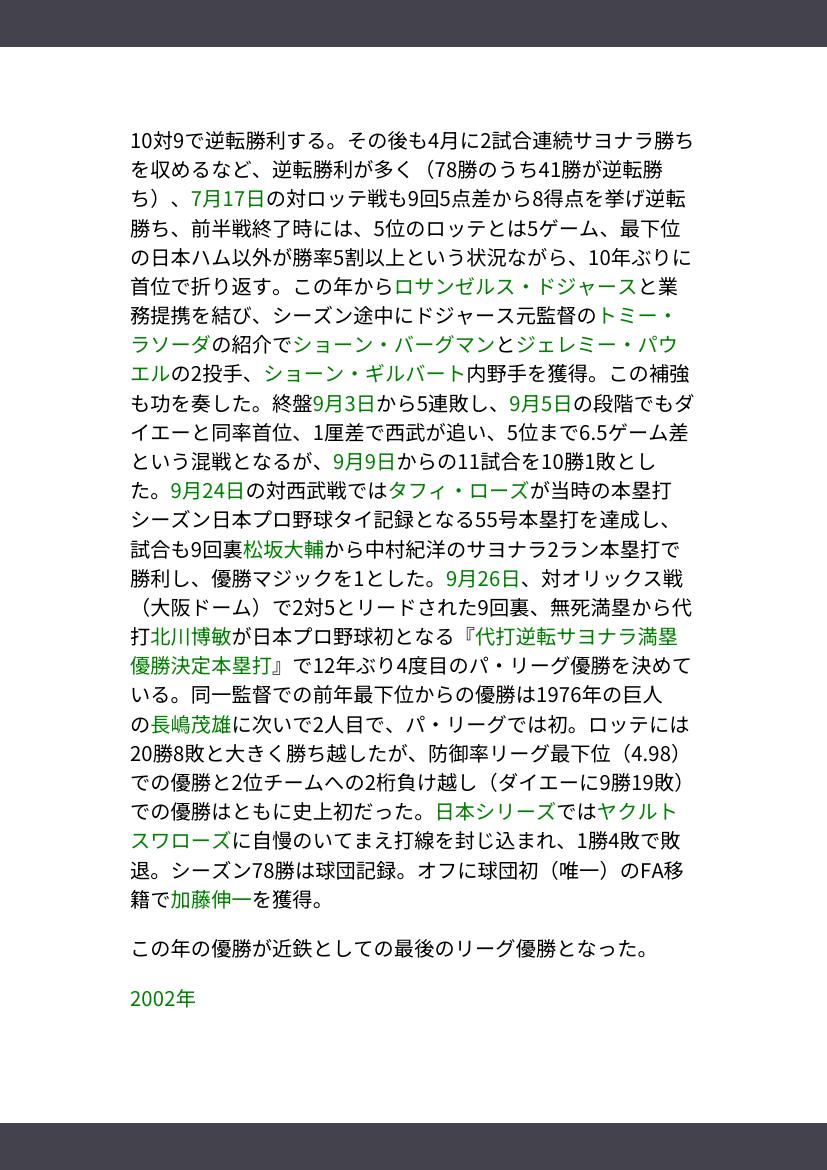 10対9で逆転勝利する。その後も4月に2試合連続サヨナラ勝ち
を収めるなど、逆転勝利が多く（78勝のうち41勝が逆転勝
ち）、7月17日の対ロッテ戦も9回5点差から8得点を挙げ逆転
勝ち、前半戦終了時には、5位のロッテとは5ゲーム、最下位
の日本ハム以外が勝率5割以上という状況ながら、10年ぶりに
首位で折り返す。この年からロサンゼルス・ドジャースと業
務提携を結び、シーズン途中にドジャース元監督のトミー・
ラソーダの紹介でショーン・バーグマンとジェレミー・パウ
エルの2投手、ショーン・ギルバート内野手を獲得。この補強
も功を奏した。終盤9月3日から5連敗し、9月5日の段階でもダ
イエーと同率首位、1厘差で西武が追い、5位まで6.5ゲーム差
という混戦となるが、9月9日からの11試合を10勝1敗とし
た。9月24日の対西武戦ではタフィ・ローズが当時の本塁打
シーズン日本プロ野球タイ記録となる55号本塁打を達成し、
試合も9回裏松坂大輔から中村紀洋のサヨナラ2ラン本塁打で
勝利し、優勝マジックを1とした。9月26日、対オリックス戦
（大阪ドーム）で2対5とリードされた9回裏、無死満塁から代
打北川博敏が日本プロ野球初となる『代打逆転サヨナラ満塁
優勝決定本塁打』で12年ぶり4度目のパ・リーグ優勝を決めて
いる。同一監督での前年最下位からの優勝は1976年の巨人
の長嶋茂雄に次いで2人目で、パ・リーグでは初。ロッテには
20勝8敗と大きく勝ち越したが、防御率リーグ最下位（4.98）
での優勝と2位チームへの2桁負け越し（ダイエーに9勝19敗）
での優勝はともに史上初だった。日本シリーズではヤクルト
スワローズに自慢のいてまえ打線を封じ込まれ、1勝4敗で敗
退。シーズン78勝は球団記録。オフに球団初（唯一）のFA移
籍で加藤伸一を獲得。
この年の優勝が近鉄としての最後のリーグ優勝となった。
2002年